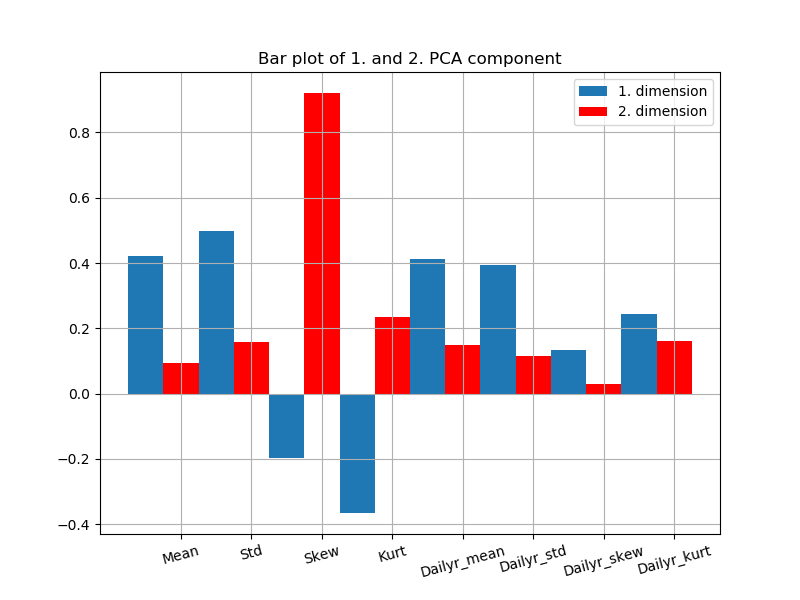 Bar plot of 1. and 2. PCA component
1. dimension
2. dimension
0.8
0.6
0.4
0.2
0.0
−0.2
−0.4
Mean
Std
Skew
Kurt
Dailyr_mean
Dailyr_std
Dailyr_skew
Dailyr_kurt